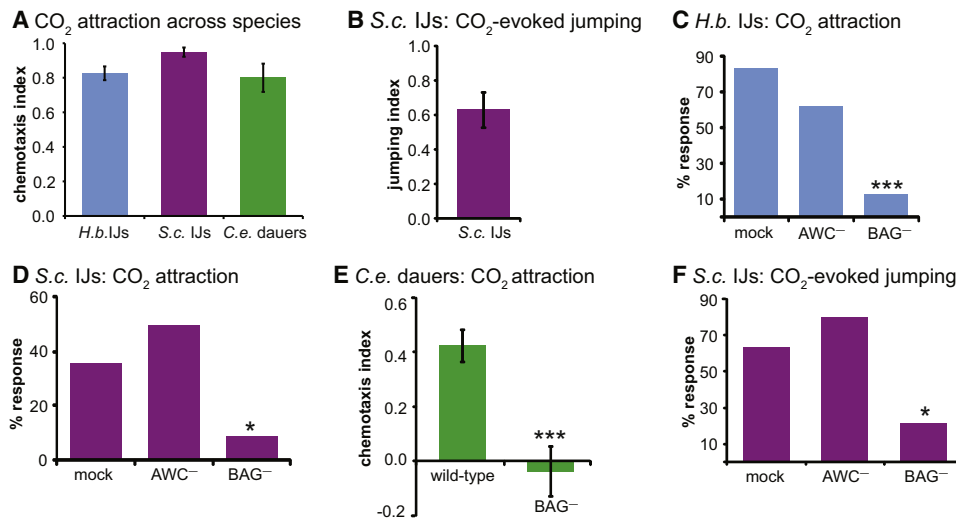 A CO2 attraction across species
chemotaxis index
1.0
0.8
0.6
0.4
0.2
0.0
H.b.IJs S.c. IJs C.e. dauers
B S.c. IJs: CO2-evoked jumping
jumping index
1.0
0.8
0.6
0.4
0.2
0.0
S.c. IJs
C H.b. IJs: CO2 attraction
% response
90
70
50
30
10
***
mock AWC− BAG−
D S.c. IJs: CO2 attraction
% response
60
40
20
0
*
mock AWC− BAG−
E C.e. dauers: CO2 attraction
chemotaxis index
0.4
0.2
0.0
-0.2
***
wild-type
BAG−
F S.c. IJs: CO2-evoked jumping
% response
90
70
50
30
10
*
mock AWC− BAG−